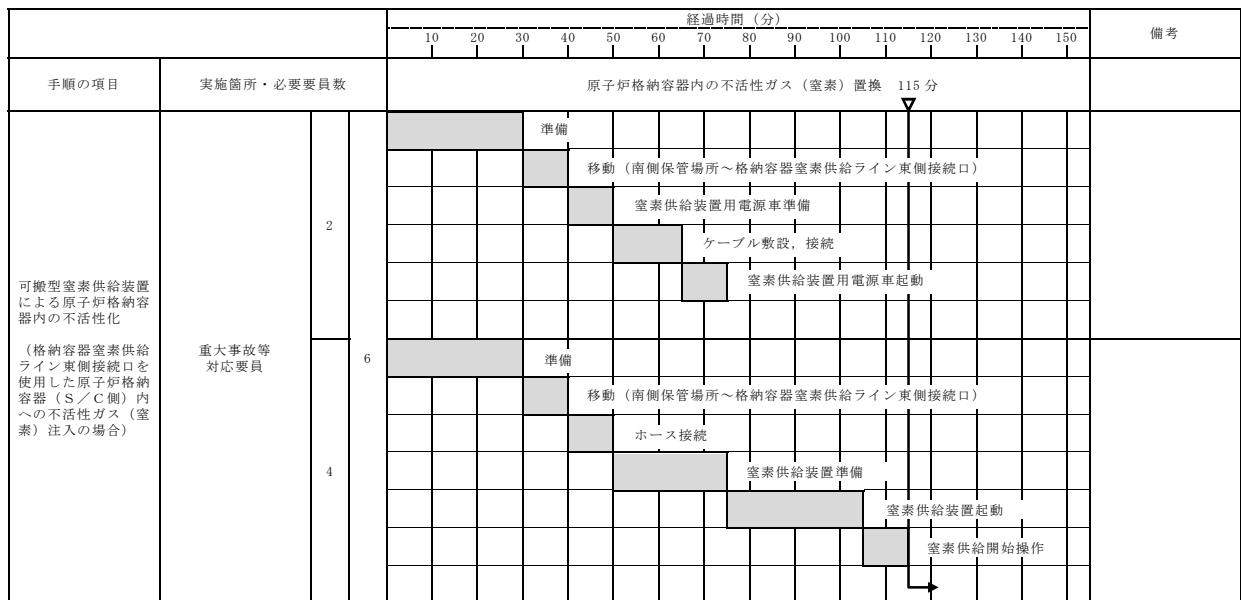 経過時間（分）
備考
10 20 30 40 50 60 70 80 90 100 110 120 130 140 150
手順の項目
実施箇所・必要要員数
原子炉格納容器内の不活性ガス（窒素）置換 115分
可搬型窒素供給装置
による原子炉格納容
器内の不活性化
（格納容器窒素供給
ライン東側接続口を
使用した原子炉格納
容器（Ｓ／Ｃ側）内
への不活性ガス（窒
素）注入の場合）
重大事故等
対応要員
2
4
6
準備
移動（南側保管場所～格納容器窒素供給ライン東側接続口）
窒素供給装置用電源車準備
ケーブル敷設，接続
窒素供給装置用電源車起動
準備
移動（南側保管場所～格納容器窒素供給ライン東側接続口）
ホース接続
窒素供給装置準備
窒素供給装置起動
窒素供給開始操作